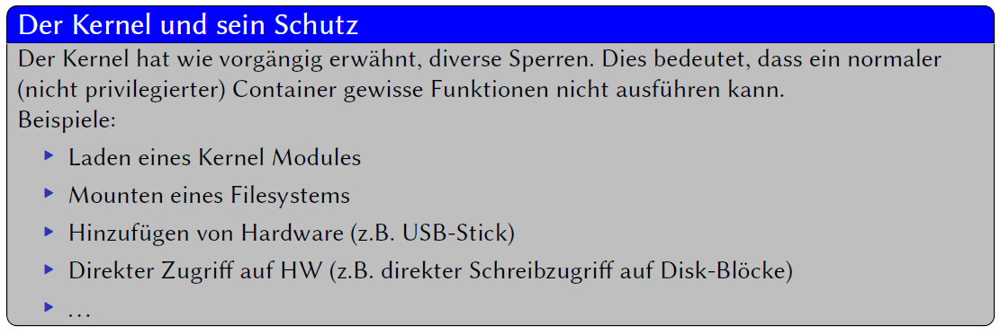 Der Kernel und sein Schutz
Der Kernel hat wie vorgängig erwähnt, diverse Sperren. Dies bedeutet, dass ein normaler
(nicht privilegierter) Container gewisse Funktionen nicht ausführen kann.
Beispiele:
Laden eines Kernel Modules
Mounten eines Filesystems
Hinzufügen von Hardware (z.B. USB-Stick)
Direkter Zugriff auf HW (z.B. direkter Schreibzugriff auf Disk-Blöcke)
...